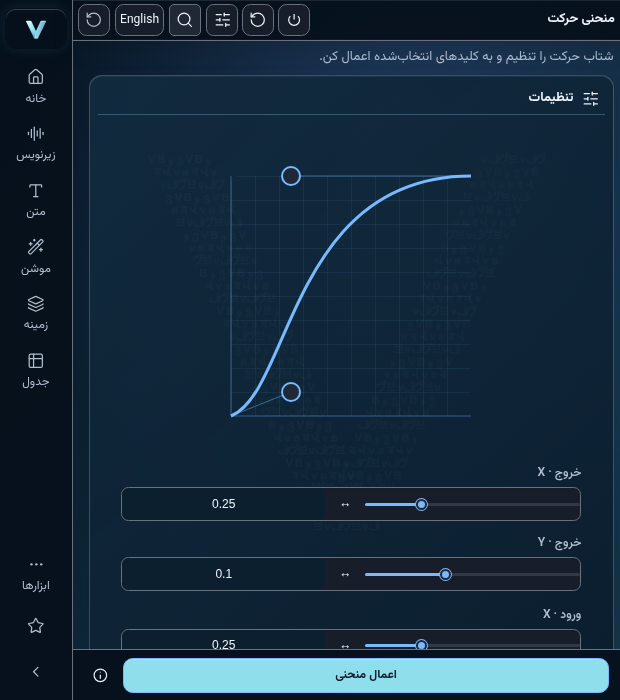 منحنی حرکت
English
شتاب حرکت را تنظیم و به کلیدهای انتخاب‌شده اعمال کن.
خانه
زیرنویس
متن
موشن
زمینه
جدول
ابزارها
تنظیمات
خروج · X
0.25
↔
خروج · Y
0.1
↔
ورود · X
0.25
↔
اعمال منحنی